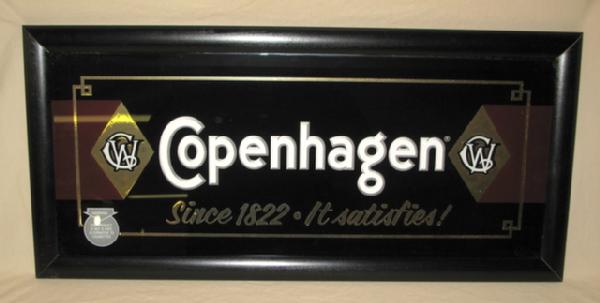 Copenhagen®
Since 1822 • It satisfies!